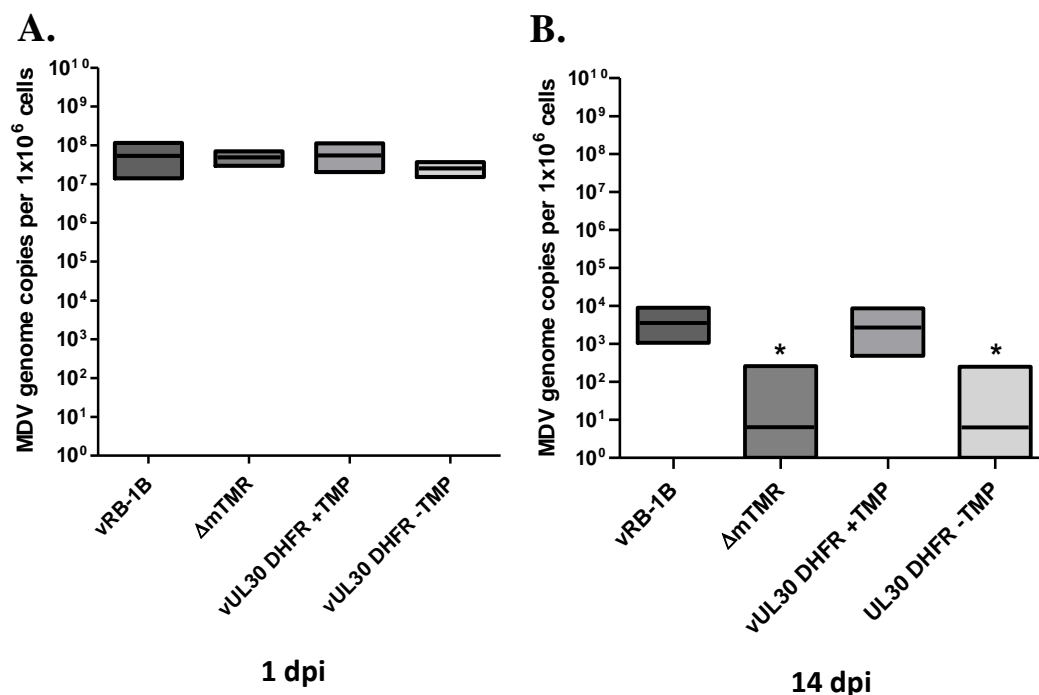 A.
MDV genome copies per 1x10⁶ cells
10¹⁰
10⁹
10⁸
10⁷
10⁶
10⁵
10⁴
10³
10²
10¹
10⁰
vRB-1B
ΔmTMR
vUL30 DHFR +TMP
vUL30 DHFR -TMP
1 dpi
B.
MDV genome copies per 1x10⁶ cells
10¹⁰
10⁹
10⁸
10⁷
10⁶
10⁵
10⁴
10³
10²
10¹
10⁰
*
*
vRB-1B
ΔmTMR
vUL30 DHFR +TMP
UL30 DHFR -TMP
14 dpi